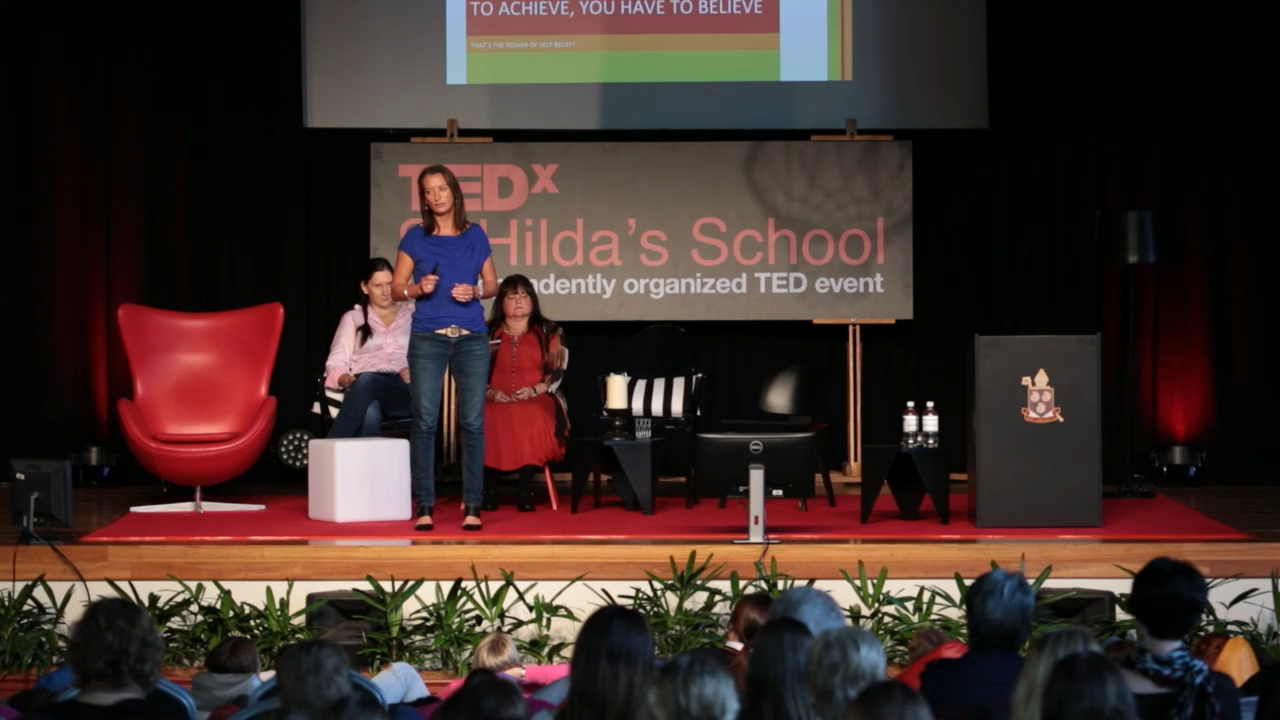 TO ACHIEVE, YOU HAVE TO BELIEVE
THAT'S THE POWER OF SELF BELIEF!
TEDx
Hilda's School
ndently organized TED event
DELL